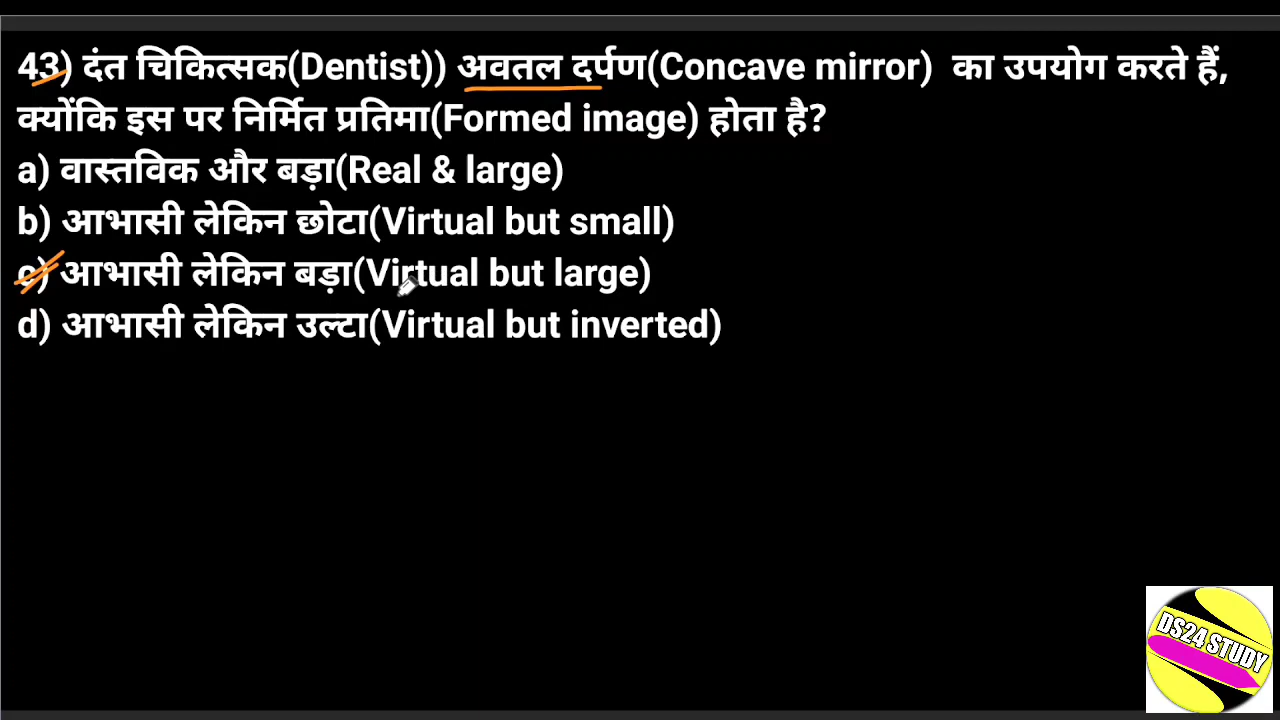 43) दंत चिकित्सक(Dentist)) अवतल दर्पण(Concave mirror) का उपयोग करते हैं,
क्योंकि इस पर निर्मित प्रतिमा(Formed image) होता है?
a) वास्तविक और बड़ा(Real & large)
b) आभासी लेकिन छोटा(Virtual but small)
c) आभासी लेकिन बड़ा(Virtual but large)
d) आभासी लेकिन उल्टा(Virtual but inverted)
DS24 STUDY